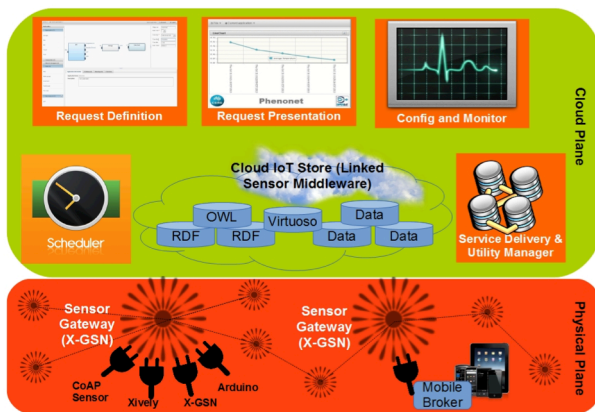 Request Definition
Phenonet
Request Presentation
Config and Monitor
Cloud Plane
Cloud IoT Store (Linked
Sensor Middleware)
Scheduler
OWL
Virtuoso
Data
RDF
RDF
Data
Data
Service Delivery &
Utility Manager
Physical Plane
Sensor
Gateway
(X-GSN)
Sensor
Gateway
(X-GSN)
CoAP
Sensor
Xively
X-GSN
Arduino
Mobile
Broker